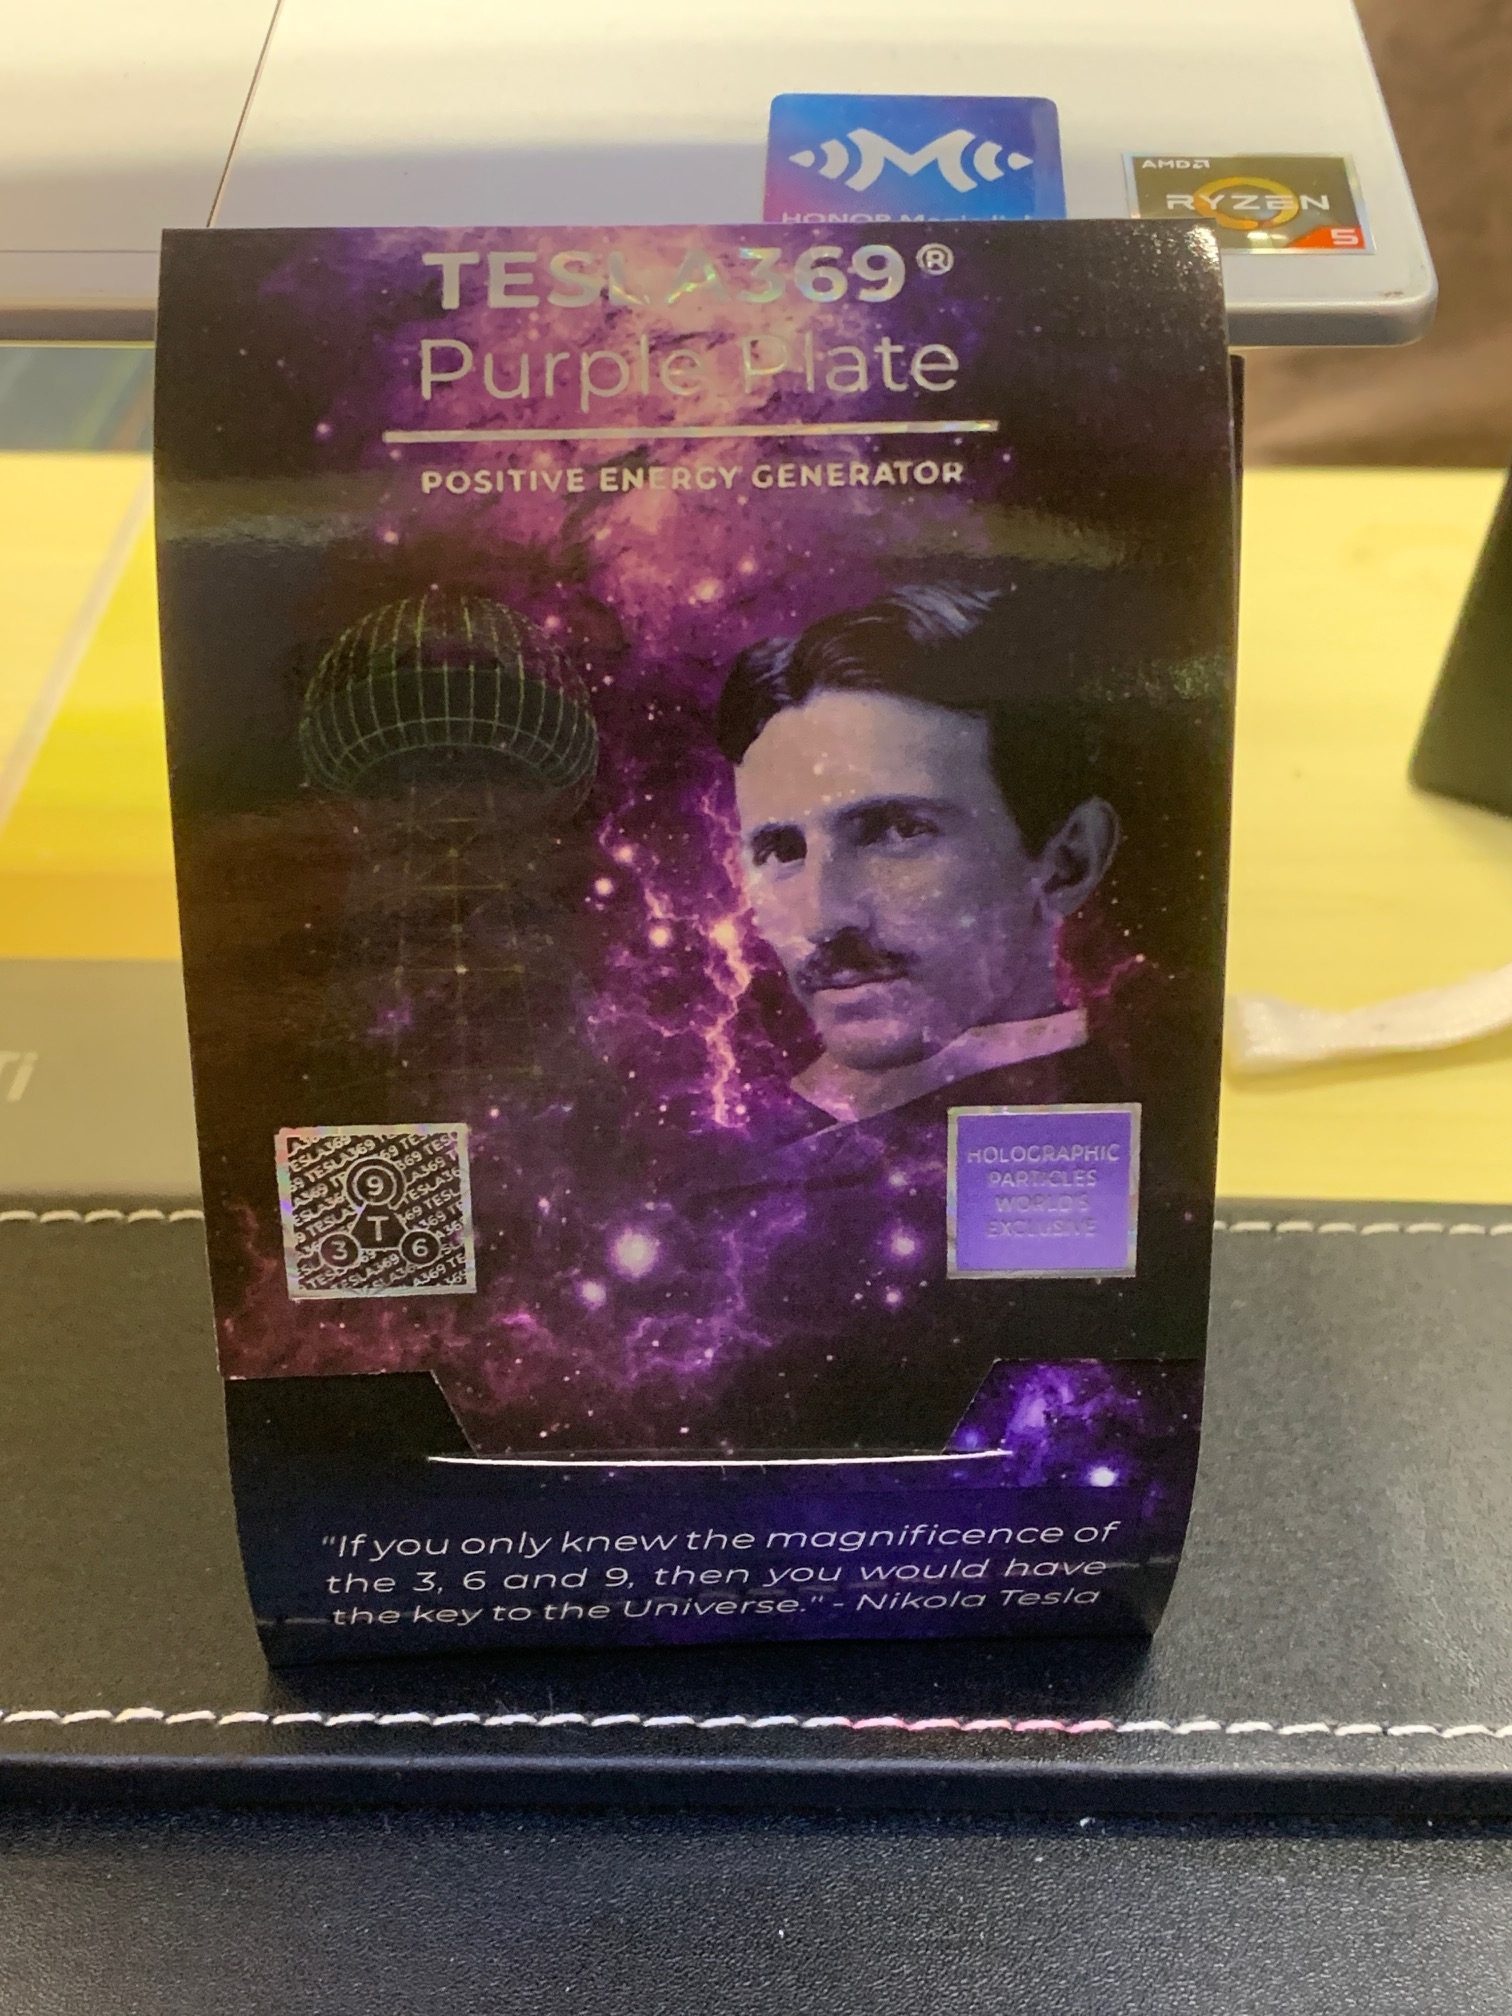 AMD
RYZEN
5
TESLA369®
Purple Plate
POSITIVE ENERGY GENERATOR
9
T
3 6
HOLOGRAPHIC
PARTICLES
WORLD'S
EXCLUSIVE
"If you only knew the magnificence of
the 3, 6 and 9, then you would have
the key to the Universe." - Nikola Tesla